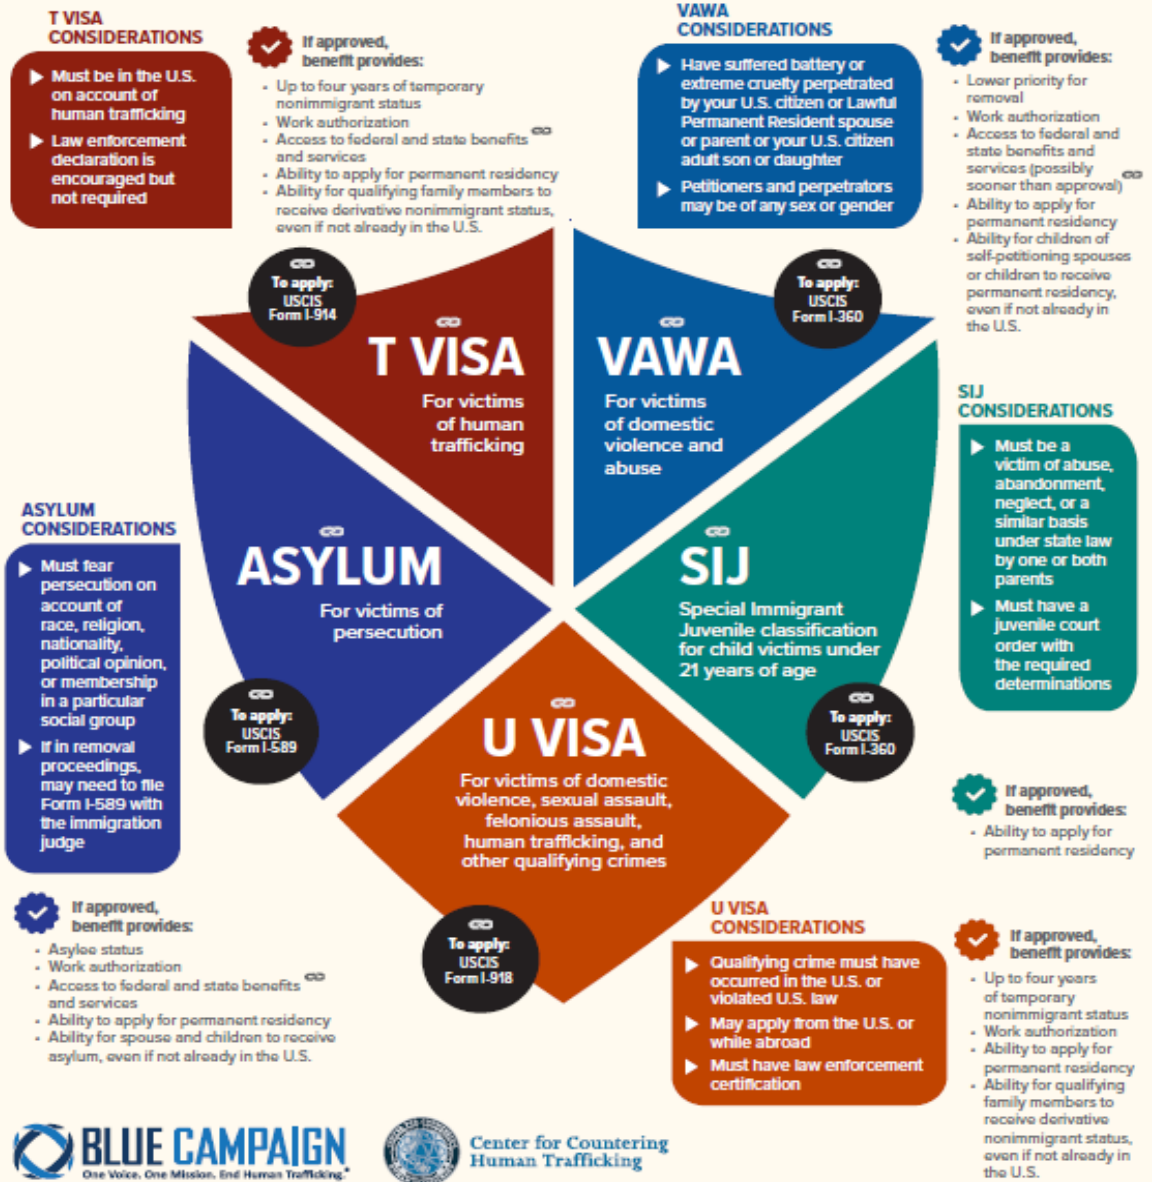 T VISA
CONSIDERATIONS
Must be in the U.S.
on account of
human trafficking
Law enforcement
declaration is
encouraged but
not required
If approved,
benefit provides:
• Up to four years of temporary
nonimmigrant status
• Work authorization
• Access to federal and state benefits
and services
• Ability to apply for permanent residency
• Ability for qualifying family members to
receive derivative nonimmigrant status,
even if not already in the U.S.
VAWA
CONSIDERATIONS
Have suffered battery or
extreme cruelty perpetrated
by your U.S. citizen or Lawful
Permanent Resident spouse
or parent or your U.S. citizen
adult son or daughter
Petitioners and perpetrators
may be of any sex or gender
If approved,
benefit provides:
• Lower priority for
removal
• Work authorization
• Access to federal and
state benefits and
services (possibly
sooner than approval)
• Ability to apply for
permanent residency
• Ability for children of
self-petitioning spouses
or children to receive
permanent residency,
even if not already in
the U.S.
To apply:
USCIS
Form I-914
T VISA
For victims
of human
trafficking
To apply:
USCIS
Form I-360
VAWA
For victims
of domestic
violence and
abuse
SIJ
CONSIDERATIONS
Must be a
victim of abuse,
abandonment,
neglect, or a
similar basis
under state law
by one or both
parents
Must have a
juvenile court
order with
the required
determinations
ASYLUM
CONSIDERATIONS
Must fear
persecution on
account of
race, religion,
nationality,
political opinion,
or membership
in a particular
social group
If in removal
proceedings,
may need to file
Form I-589 with
the immigration
judge
ASYLUM
For victims of
persecution
To apply:
USCIS
Form I-589
SIJ
Special Immigrant
Juvenile classification
for child victims under
21 years of age
To apply:
USCIS
Form I-360
U VISA
For victims of domestic
violence, sexual assault,
felonious assault,
human trafficking, and
other qualifying crimes
To apply:
USCIS
Form I-918
If approved,
benefit provides:
• Ability to apply for
permanent residency
If approved,
benefit provides:
• Asylee status
• Work authorization
• Access to federal and state benefits
and services
• Ability to apply for permanent residency
• Ability for spouse and children to receive
asylum, even if not already in the U.S.
U VISA
CONSIDERATIONS
Qualifying crime must have
occurred in the U.S. or
violated U.S. law
May apply from the U.S. or
while abroad
Must have law enforcement
certification
If approved,
benefit provides:
• Up to four years
of temporary
nonimmigrant status
• Work authorization
• Ability to apply for
permanent residency
• Ability for qualifying
family members to
receive derivative
nonimmigrant status,
even if not already in
the U.S.
BLUE CAMPAIGN
One Voice. One Mission. End Human Trafficking.®
Center for Countering
Human Trafficking